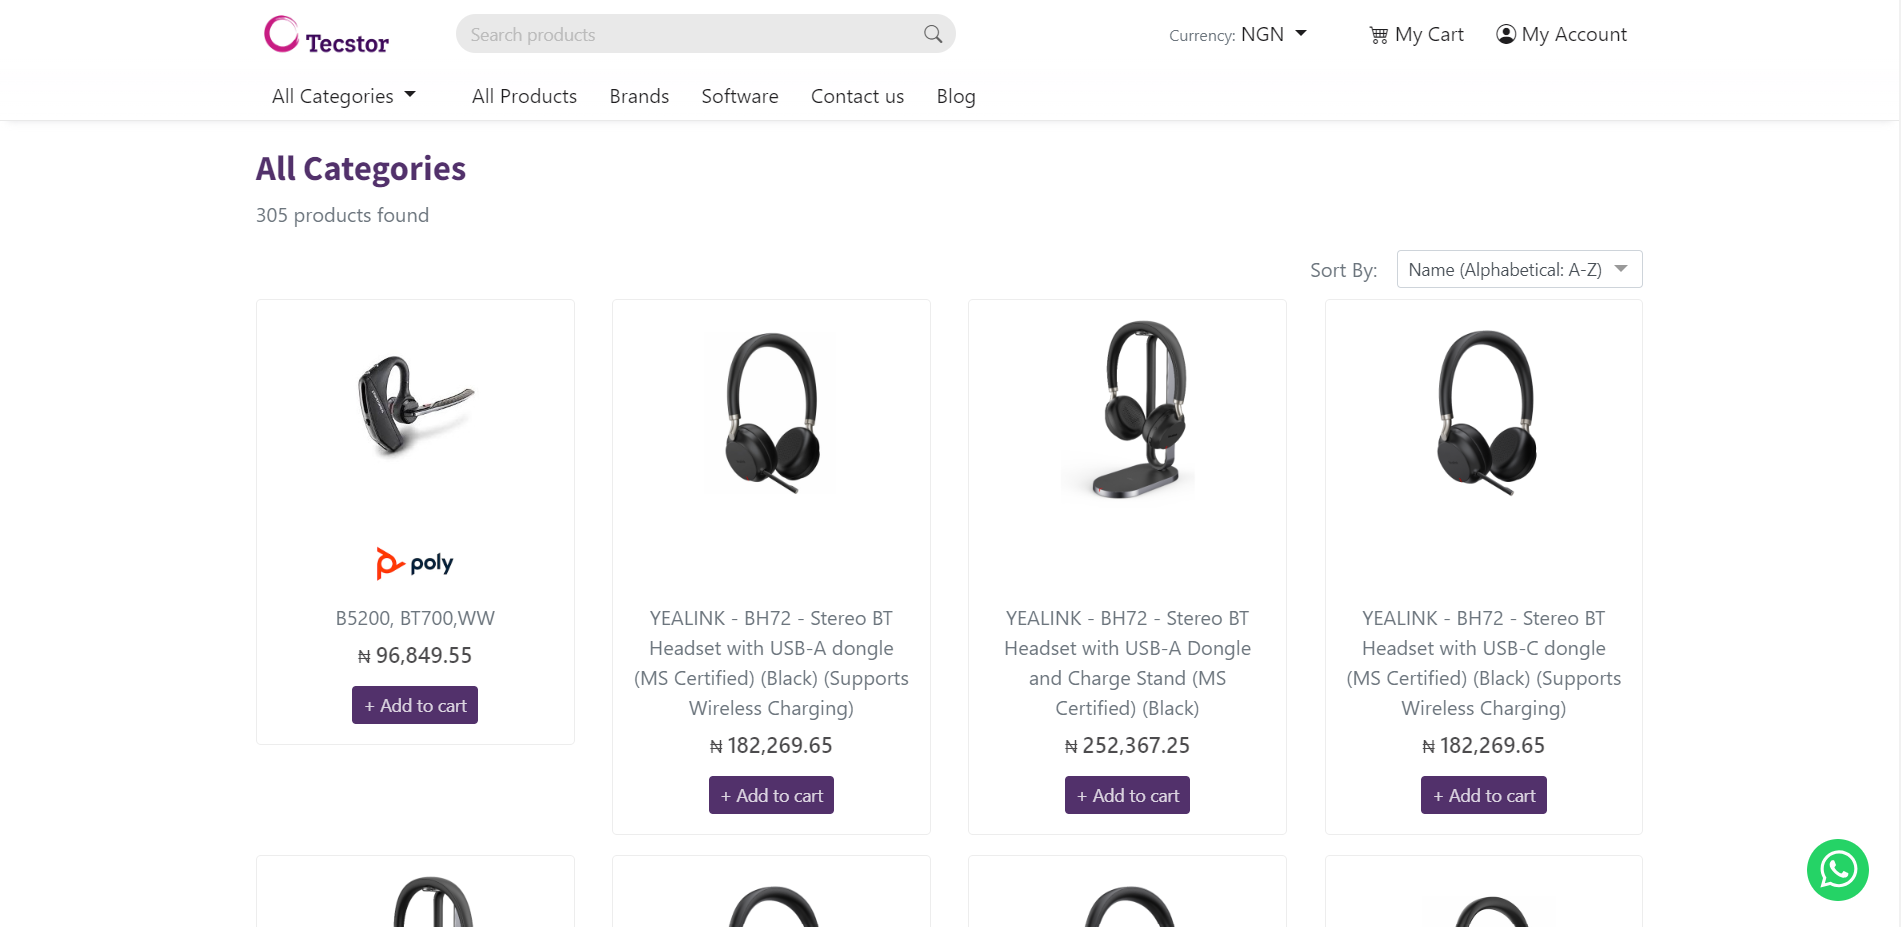 Tecstor
Search products
Currency: NGN
My Cart
My Account
All Categories
All Products
Brands
Software
Contact us
Blog
All Categories
305 products found
Sort By:
Name (Alphabetical: A-Z)
poly
B5200, BT700,WW
₦ 96,849.55
+ Add to cart
YEALINK - BH72 - Stereo BT
Headset with USB-A dongle
(MS Certified) (Black) (Supports
Wireless Charging)
₦ 182,269.65
+ Add to cart
YEALINK - BH72 - Stereo BT
Headset with USB-A Dongle
and Charge Stand (MS
Certified) (Black)
₦ 252,367.25
+ Add to cart
YEALINK - BH72 - Stereo BT
Headset with USB-C dongle
(MS Certified) (Black) (Supports
Wireless Charging)
₦ 182,269.65
+ Add to cart